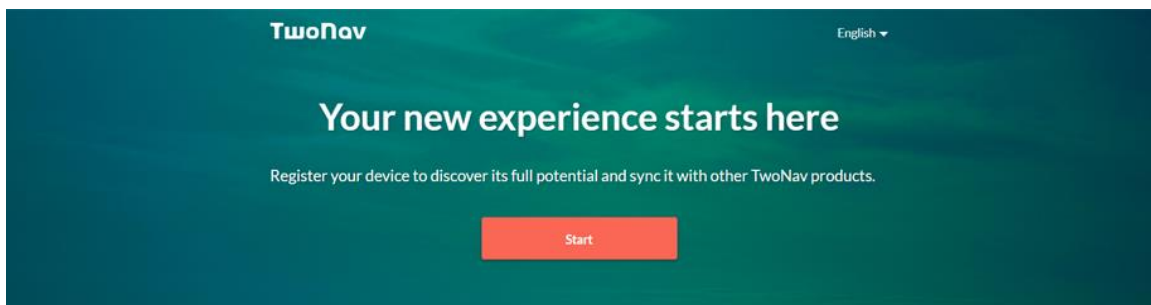 TwoNav
English
Your new experience starts here
Register your device to discover its full potential and sync it with other TwoNav products.
Start